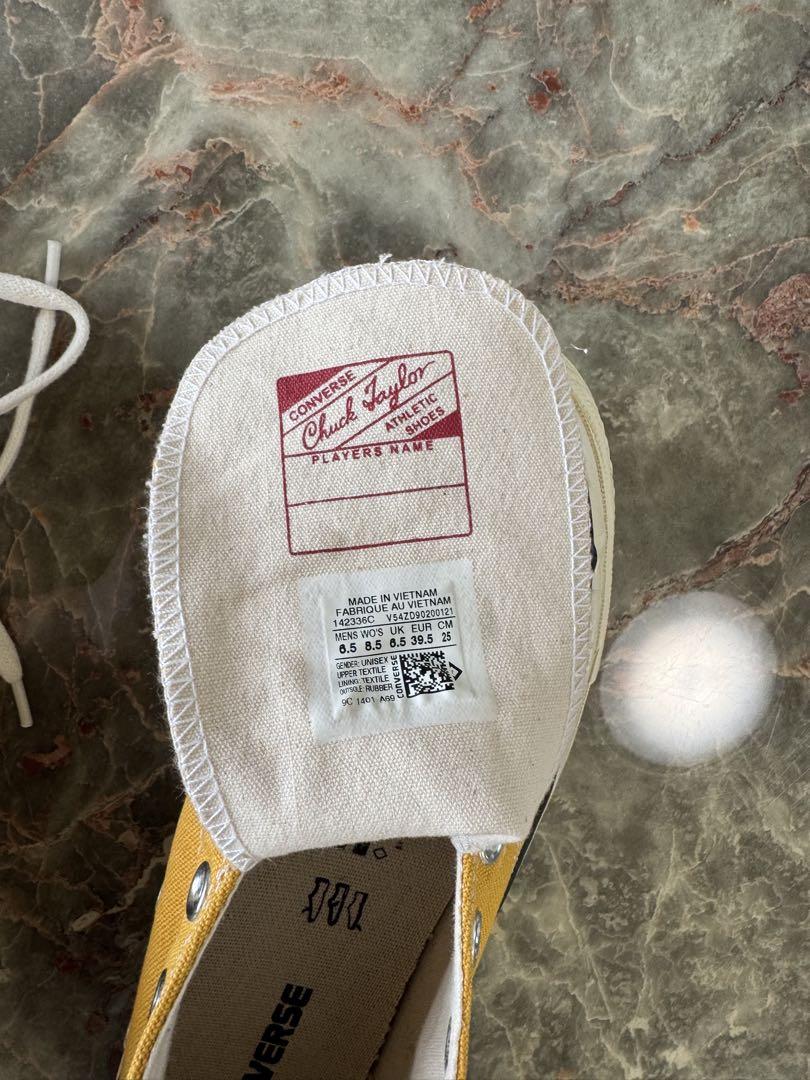 CONVERSE
Chuck Taylor
ATHLETIC
SHOES
PLAYERS NAME
MADE IN VIETNAM
FABRIQUE AU VIETNAM
142336C V54ZD90200121
MENS WO'S UK EUR CM
6.5 8.5 6.5 39.5 25
GENDER: UNISEX
UPPER TEXTILE
LINING: TEXTILE
OUTSOLE: RUBBER
CONVERSE
9C 1401 A69
VERSE